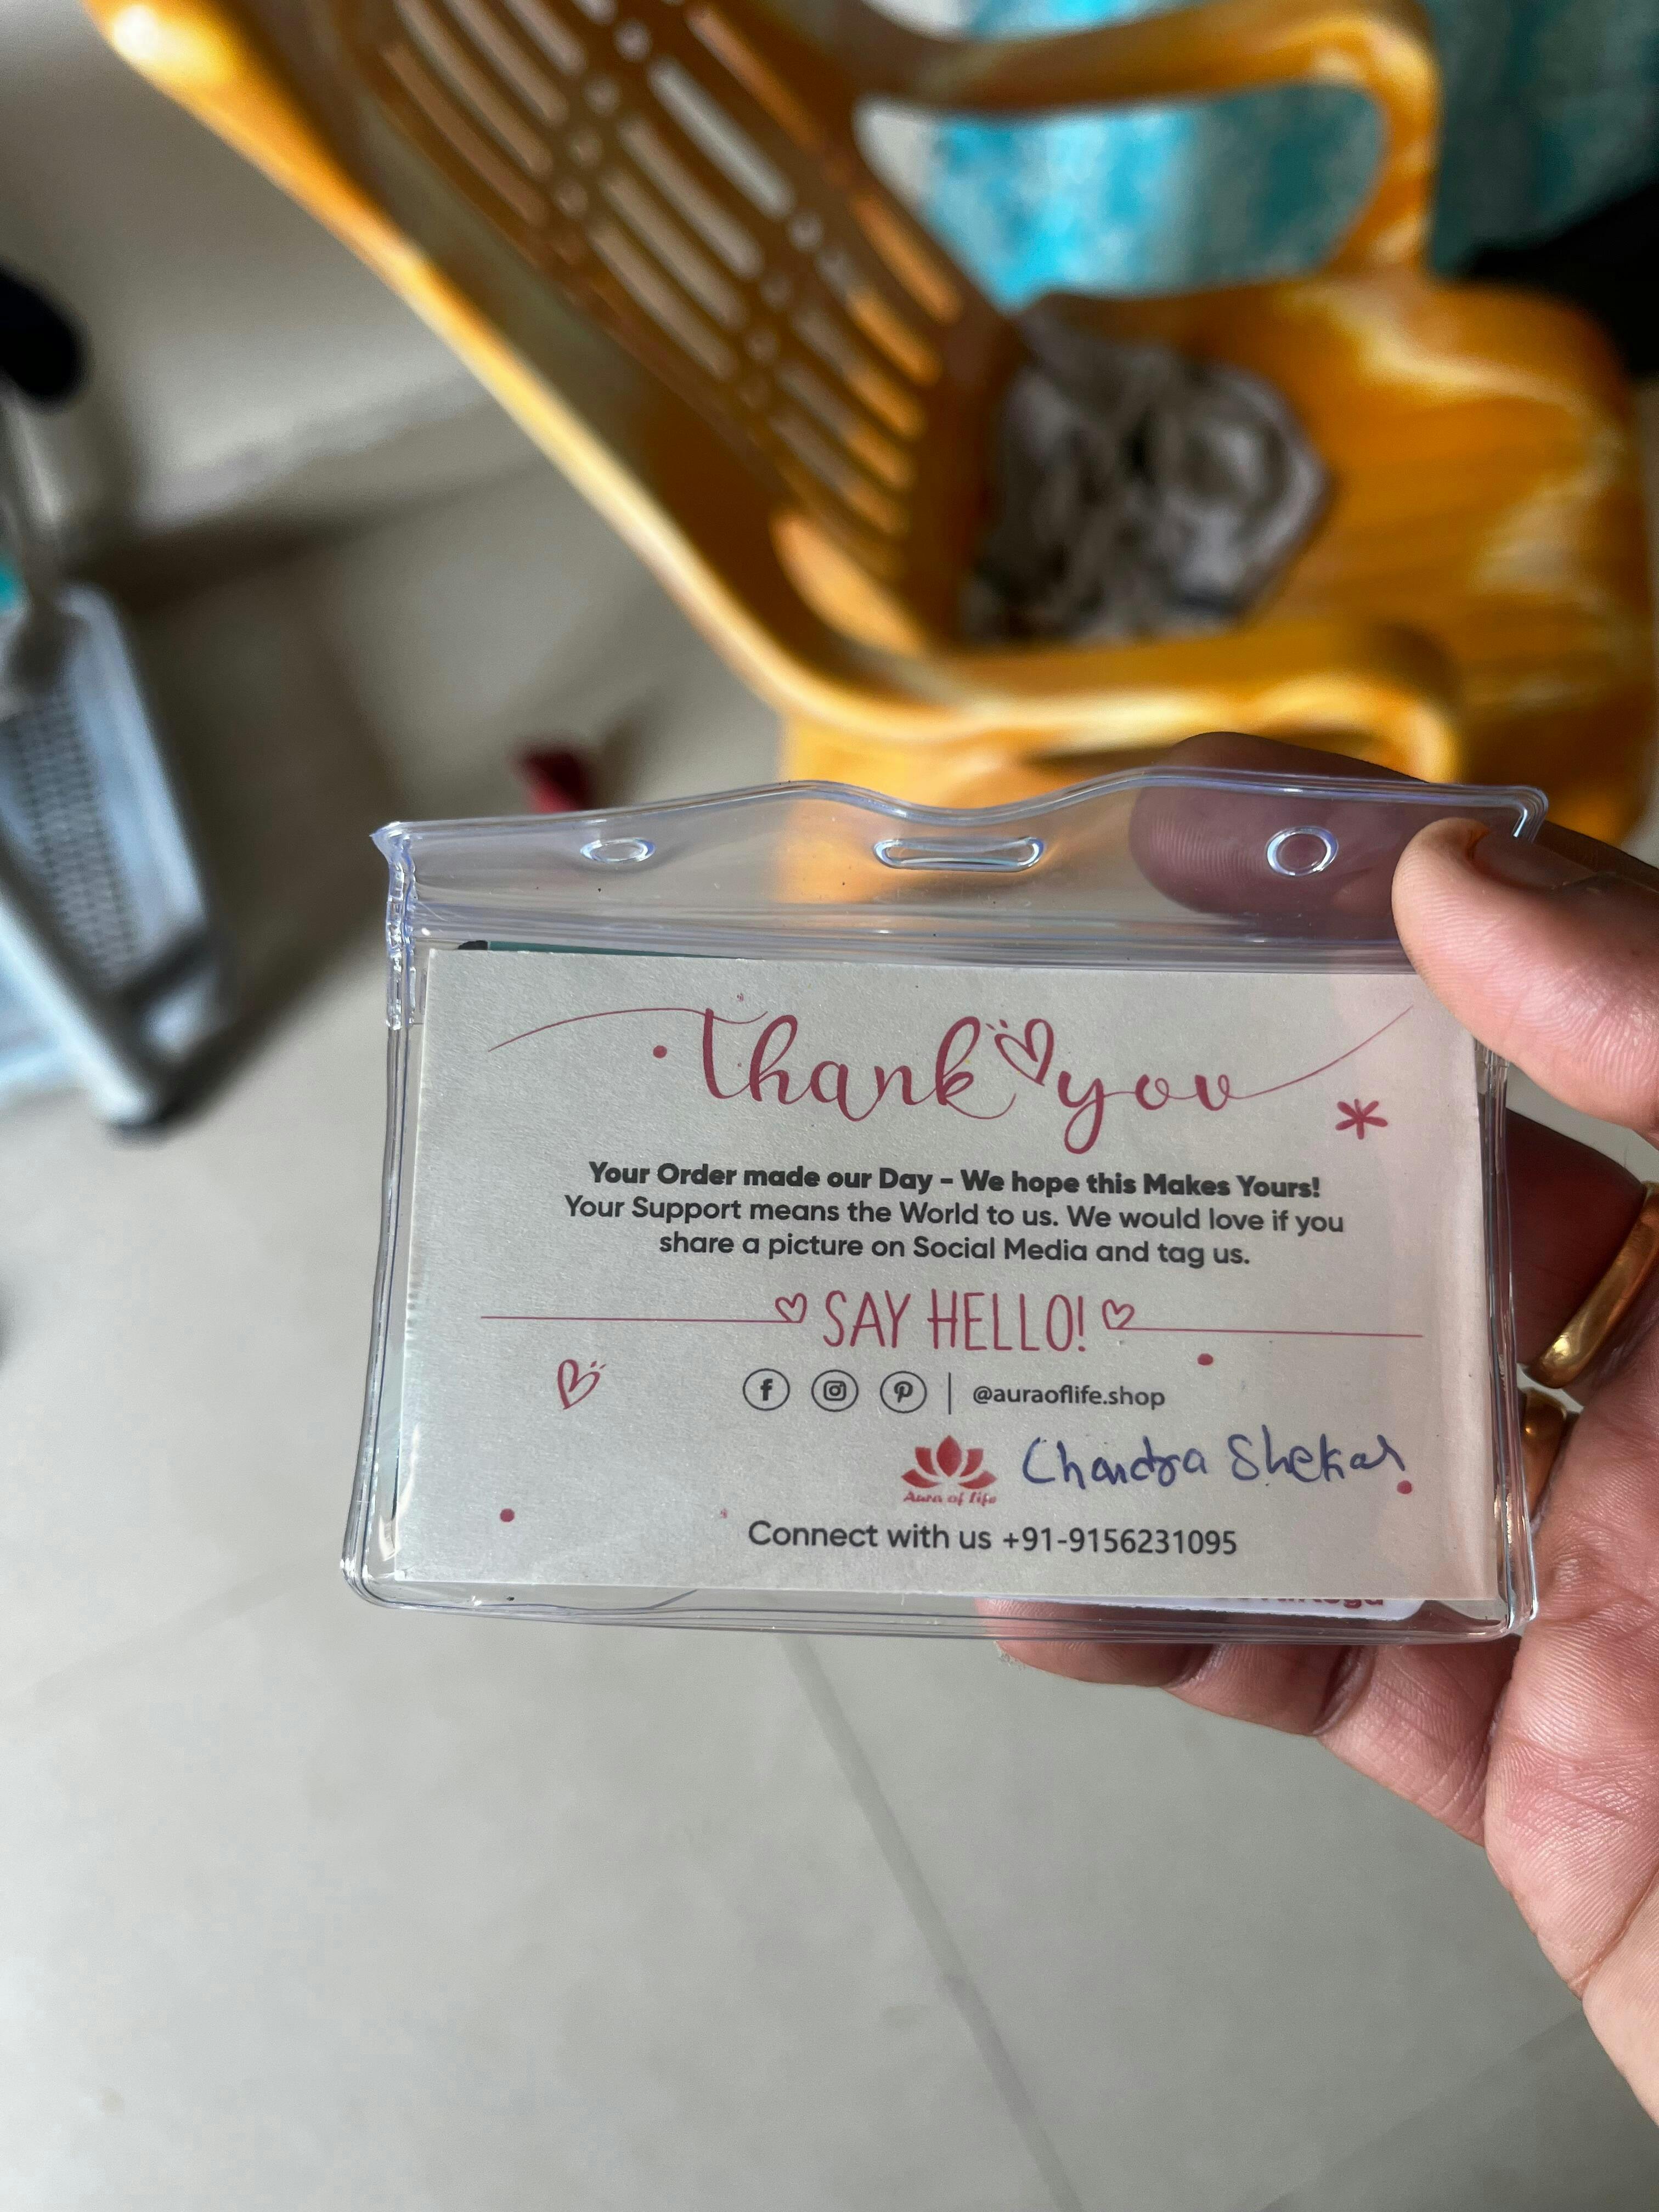 thank you
Your Order made our Day - We hope this Makes Yours!
Your Support means the World to us. We would love if you
share a picture on Social Media and tag us.
SAY HELLO!
@auraoflife.shop
Aura of life
Chandra Shekar
Connect with us +91-9156231095